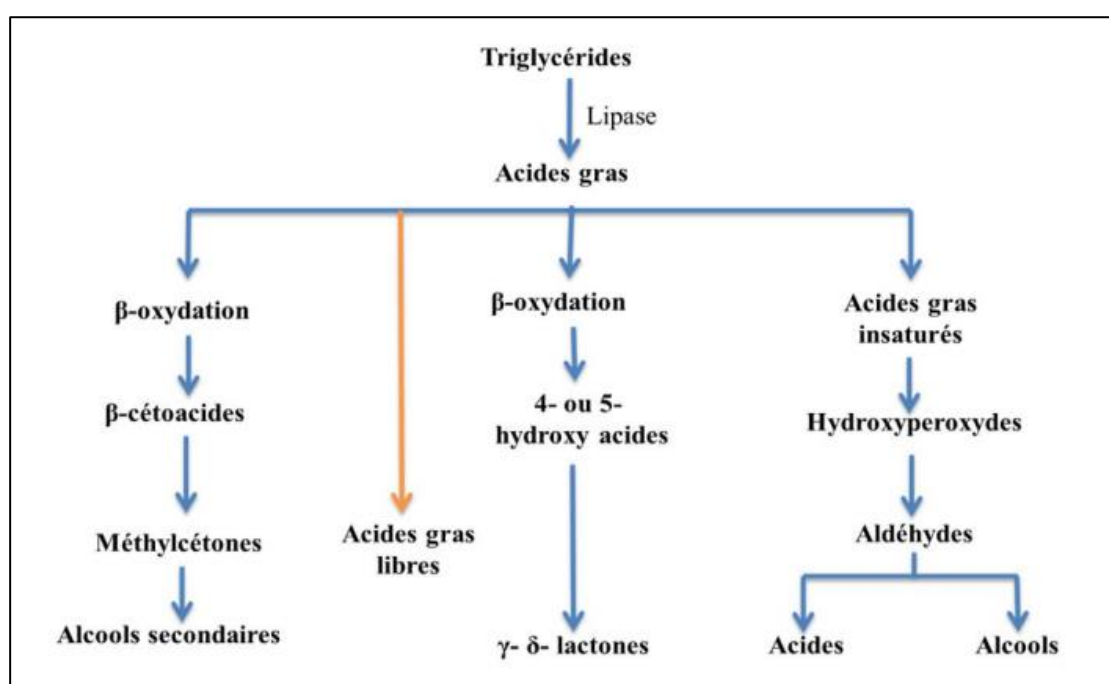 Triglycérides
Lipase
Acides gras
β-oxydation
β-oxydation
Acides gras
insaturés
β-cétoacides
4- ou 5-
hydroxy acides
Hydroxyperoxydes
Méthylcétones
Acides gras
libres
Aldéhydes
Alcools secondaires
γ- δ- lactones
Acides
Alcools